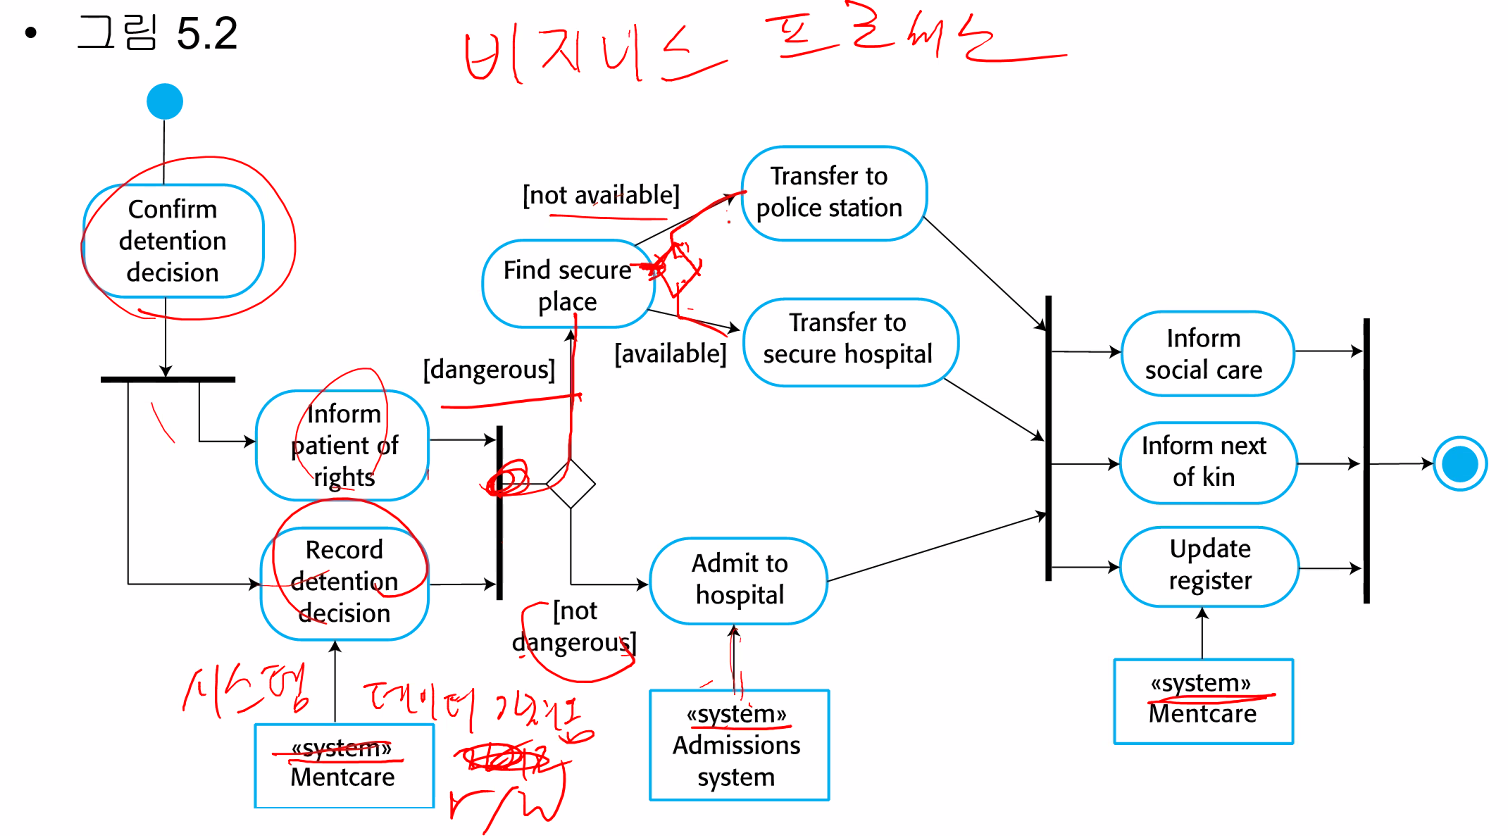 • 그림 5.2
비지니스 프로세스
Confirm
detention
decision
[not available]
Transfer to
police station
Find secure
place
Transfer to
secure hospital
[available]
[dangerous]
Inform
patient of
rights
Record
detention
decision
Inform
social care
Inform next
of kin
Update
register
Admit to
hospital
[not
dangerous]
시스템
데이터
r/w
«system»
Mentcare
«system»
Admissions
system
«system»
Mentcare